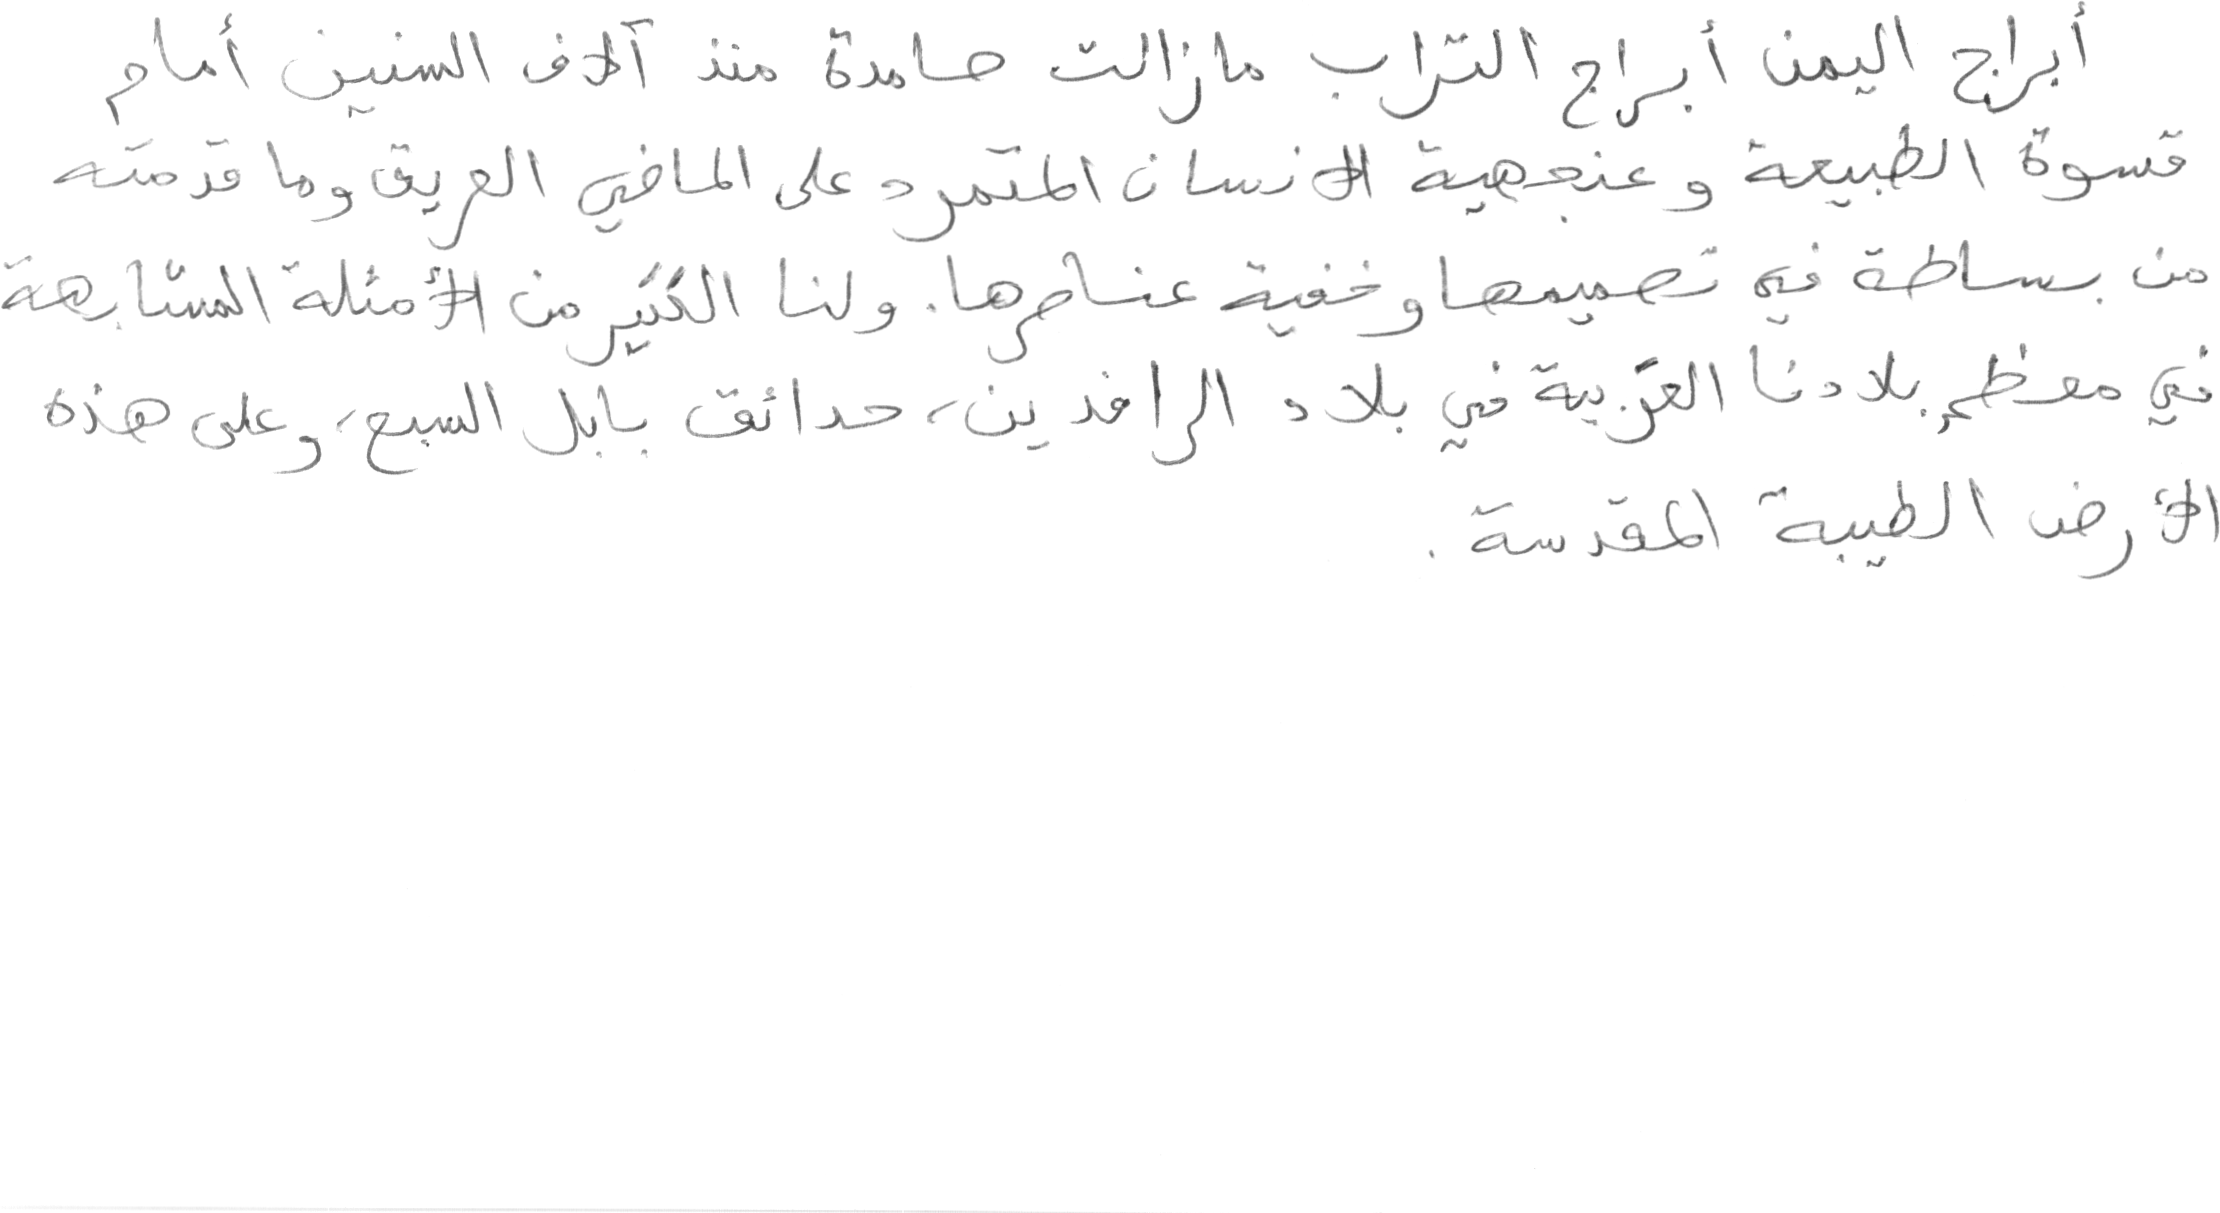 أبراج اليمن أبراج التراب مازالت صامدة منذ آلاف السنين أمام
قسوة الطبيعة وعنجهية الانسان المتمرد على الماضي العريق وما قدمته
من بساطة في تصميمها وخفية عناصرها. ولنا الكثير من الأمثلة المشابهة
في معظم بلادنا العربية في بلاد الرافدين، حدائق بابل السبع، وعلى هذه
الأرض الطيبة المقدسة.